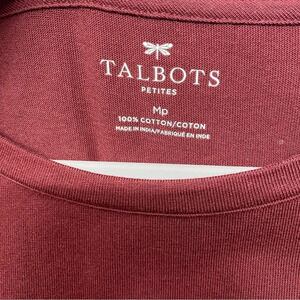 TALBOTS
PETITES
Mp
100% COTTON/COTON
MADE IN INDIA/FABRIQUÉ EN INDE